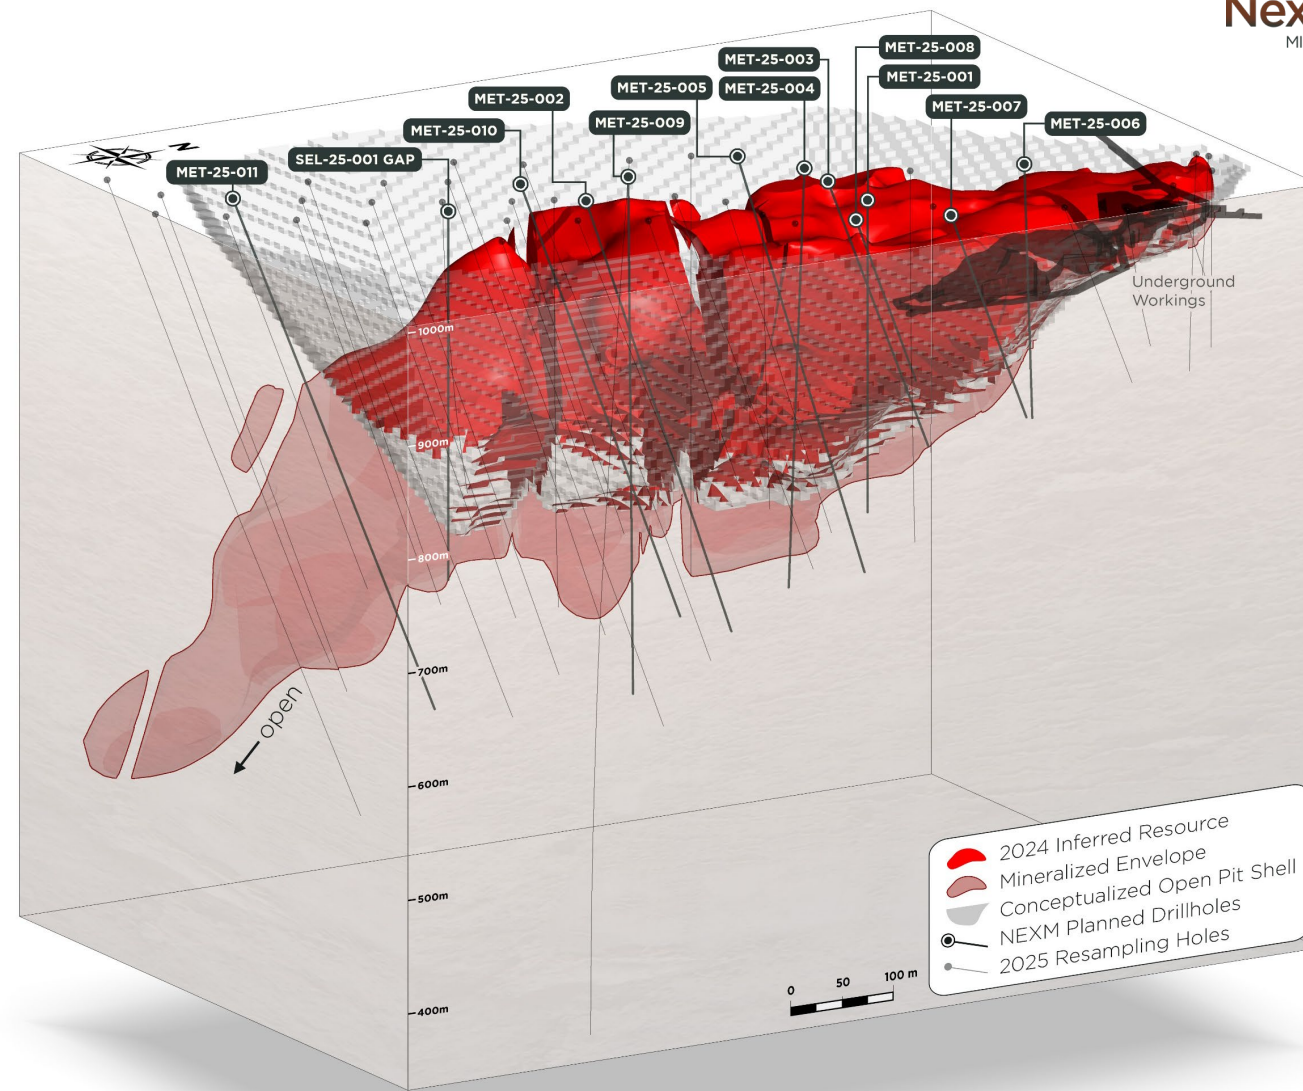 Nex
MI
MET-25-008
MET-25-003
MET-25-001
MET-25-005
MET-25-004
MET-25-002
MET-25-007
MET-25-009
MET-25-006
MET-25-010
SEL-25-001 GAP
MET-25-011
N
Underground
Workings
1000m
900m
800m
700m
600m
500m
400m
open
2024 Inferred Resource
Mineralized Envelope
Conceptualized Open Pit Shell
NEXM Planned Drillholes
2025 Resampling Holes
0 50 100 m